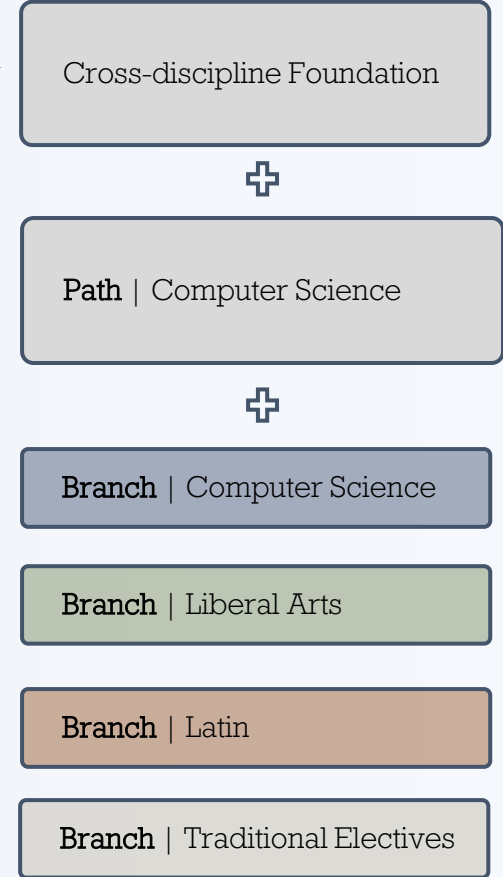 Cross-discipline Foundation
Path | Computer Science
Branch | Computer Science
Branch | Liberal Arts
Branch | Latin
Branch | Traditional Electives